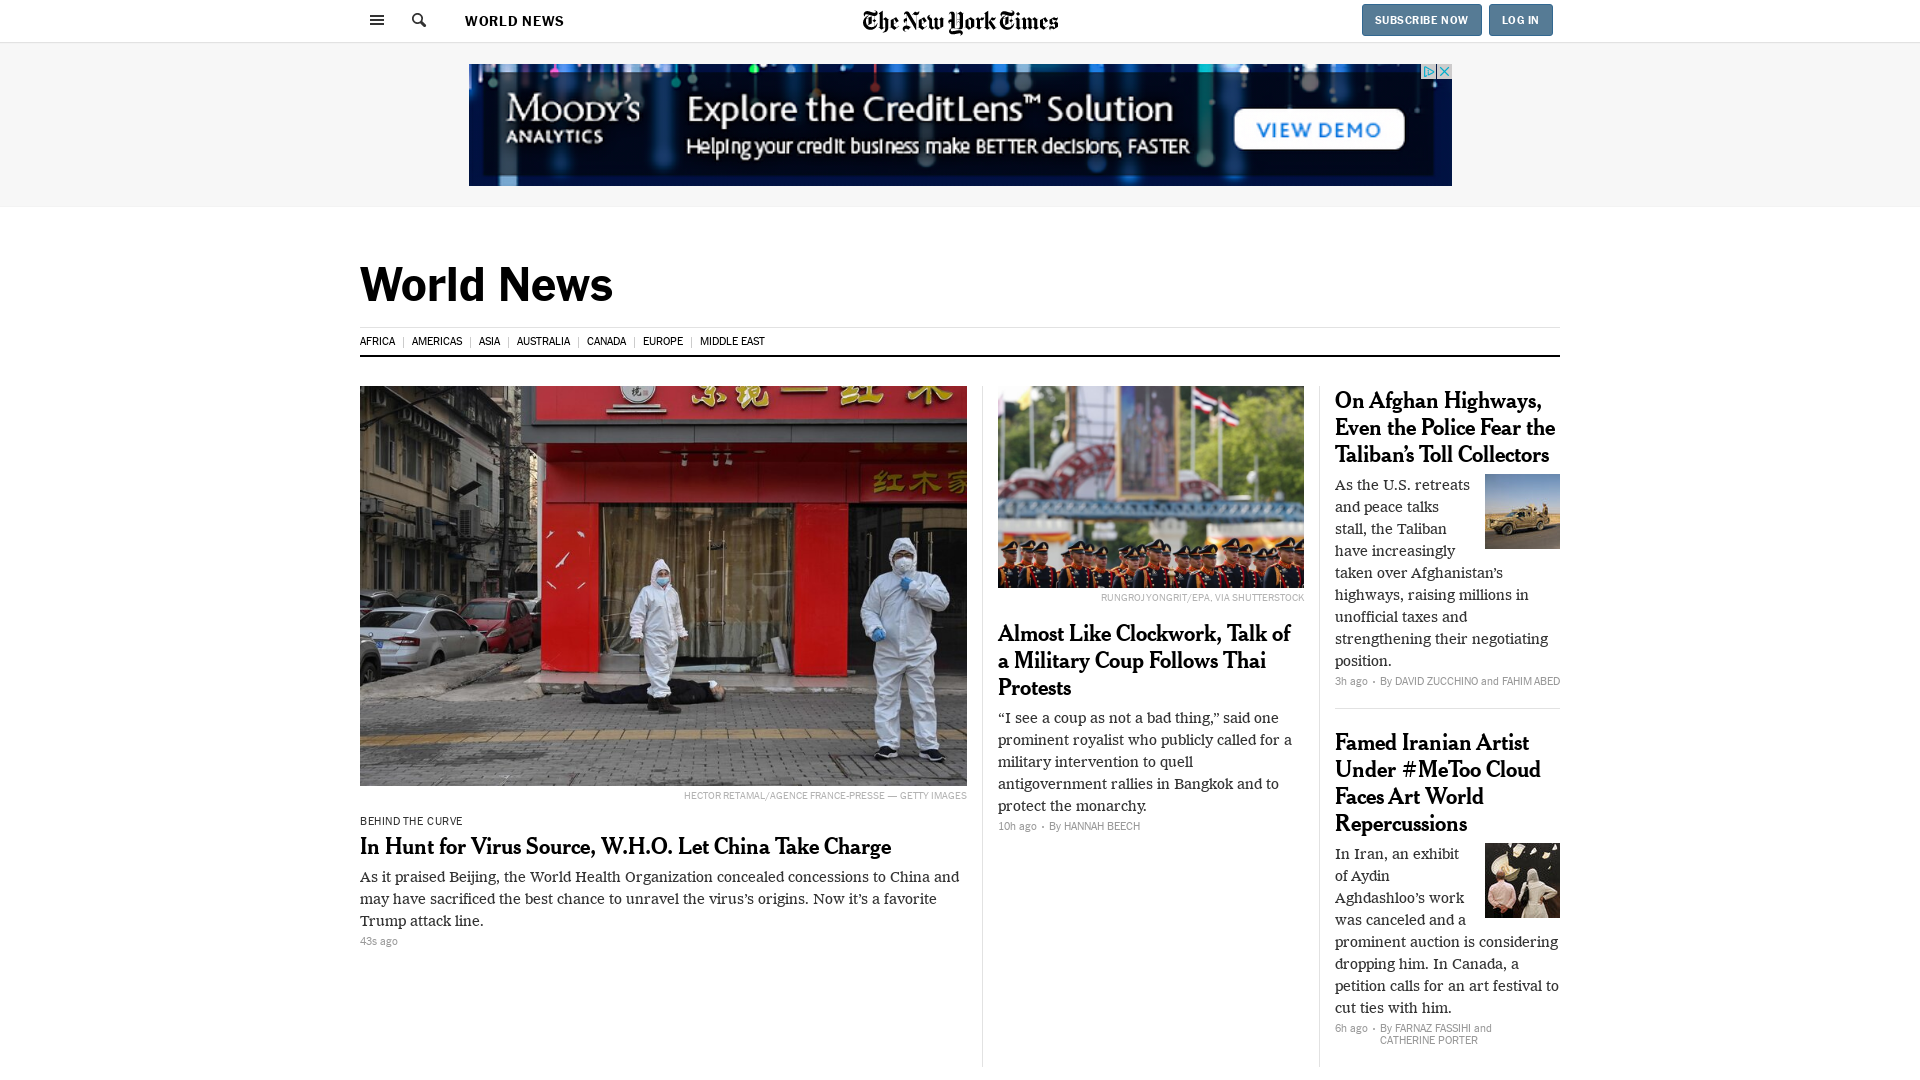 WORLD NEWS
The New York Times
SUBSCRIBE NOW
LOG IN
MOODY'S
ANALYTICS
Explore the CreditLens™ Solution
Helping your credit business make BETTER decisions, FASTER
VIEW DEMO
World News
AFRICA
AMERICAS
ASIA
AUSTRALIA
CANADA
EUROPE
MIDDLE EAST
红木
红木家
HECTOR RETAMAL/AGENCE FRANCE-PRESSE — GETTY IMAGES
BEHIND THE CURVE
In Hunt for Virus Source, W.H.O. Let China Take Charge
As it praised Beijing, the World Health Organization concealed concessions to China and
may have sacrificed the best chance to unravel the virus’s origins. Now it’s a favorite
Trump attack line.
43s ago
RUNGROJ YONGRIT/EPA, VIA SHUTTERSTOCK
Almost Like Clockwork, Talk of
a Military Coup Follows Thai
Protests
“I see a coup as not a bad thing,” said one
prominent royalist who publicly called for a
military intervention to quell
antigovernment rallies in Bangkok and to
protect the monarchy.
10h ago · By HANNAH BEECH
On Afghan Highways,
Even the Police Fear the
Taliban’s Toll Collectors
As the U.S. retreats
and peace talks
stall, the Taliban
have increasingly
taken over Afghanistan’s
highways, raising millions in
unofficial taxes and
strengthening their negotiating
position.
3h ago · By DAVID ZUCCHINO and FAHIM ABED
Famed Iranian Artist
Under #MeToo Cloud
Faces Art World
Repercussions
In Iran, an exhibit
of Aydin
Aghdashloo’s work
was canceled and a
prominent auction is considering
dropping him. In Canada, a
petition calls for an art festival to
cut ties with him.
6h ago · By FARNAZ FASSIHI and
CATHERINE PORTER